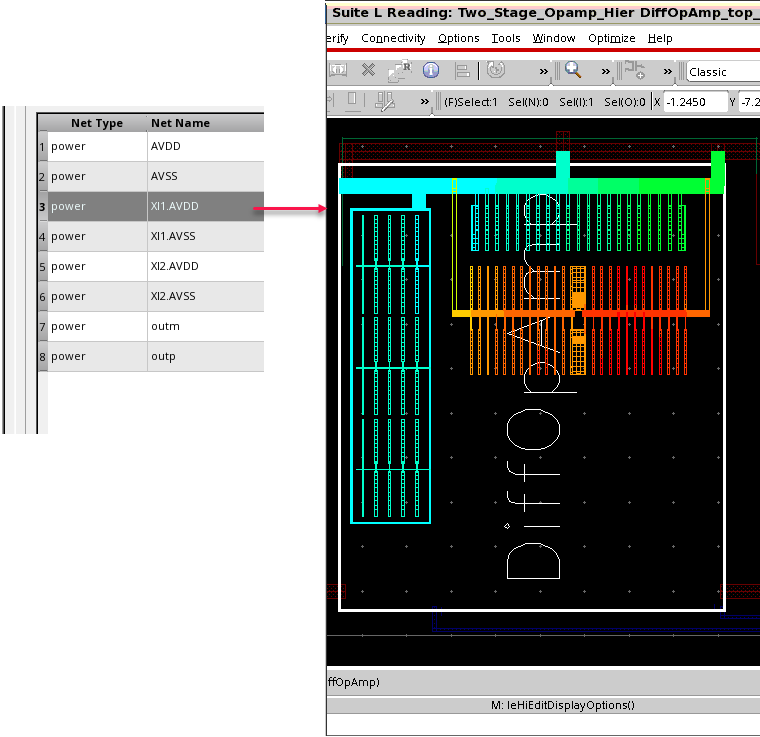 Suite L Reading: Two_Stage_Opamp_Hier DiffOpAmp_top_
erify Connectivity Options Tools Window Optimize Help
R » » » Classic
» (F)Select:1 Sel(N):0 Sel(I):1 Sel(O):0 X -1.2450 Y -7.2
Net Type Net Name
1 power AVDD
2 power AVSS
3 power XI1.AVDD
4 power XI1.AVSS
5 power XI2.AVDD
6 power XI2.AVSS
7 power outm
8 power outp
DiffOpAmp
ffOpAmp)
M: leHiEditDisplayOptions()